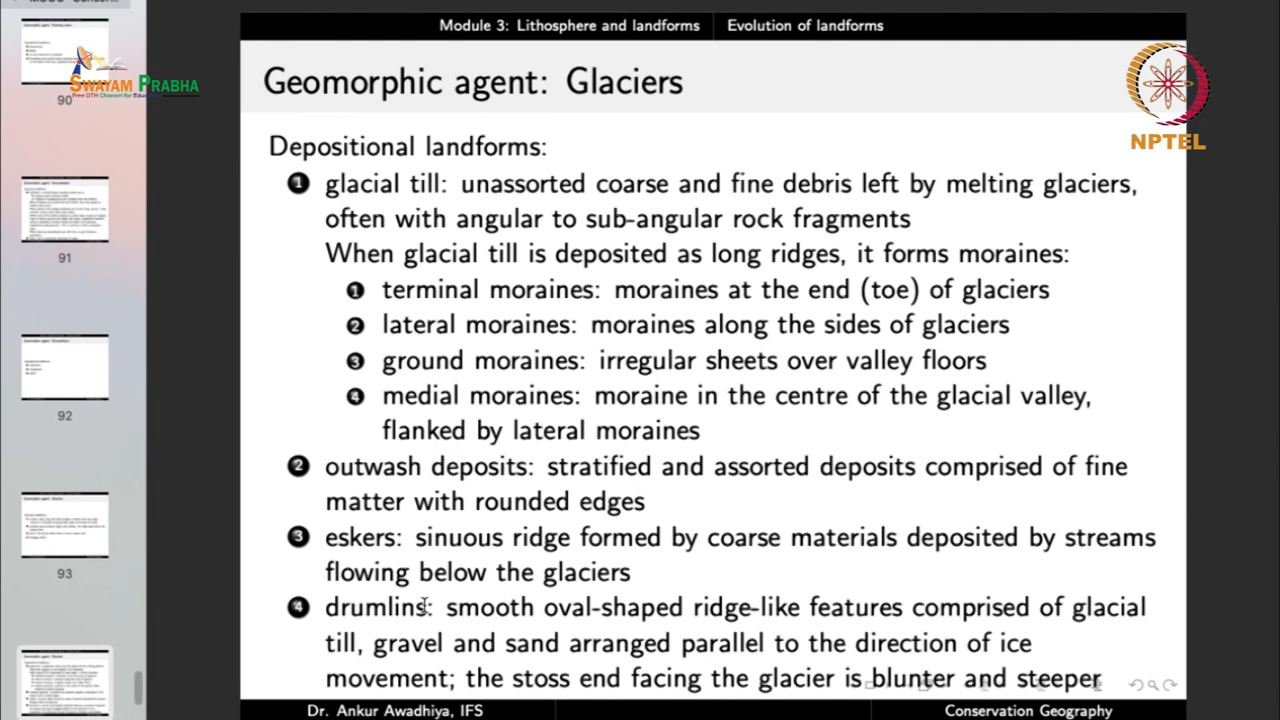 Module 3: Lithosphere and landforms Evolution of landforms
Geomorphic agent: Glaciers
SWAYAM PRABHA
NPTEL
90
91
92
93
Depositional landforms:
1 glacial till: unassorted coarse and fine debris left by melting glaciers,
often with angular to sub-angular rock fragments
When glacial till is deposited as long ridges, it forms moraines:
1 terminal moraines: moraines at the end (toe) of glaciers
2 lateral moraines: moraines along the sides of glaciers
3 ground moraines: irregular sheets over valley floors
4 medial moraines: moraine in the centre of the glacial valley,
flanked by lateral moraines
2 outwash deposits: stratified and assorted deposits comprised of fine
matter with rounded edges
3 eskers: sinuous ridge formed by coarse materials deposited by streams
flowing below the glaciers
4 drumlins: smooth oval-shaped ridge-like features comprised of glacial
till, gravel and sand arranged parallel to the direction of ice
movement; the stoss end facing the glacier is blunter and steeper
Dr. Ankur Awadhiya, IFS Conservation Geography